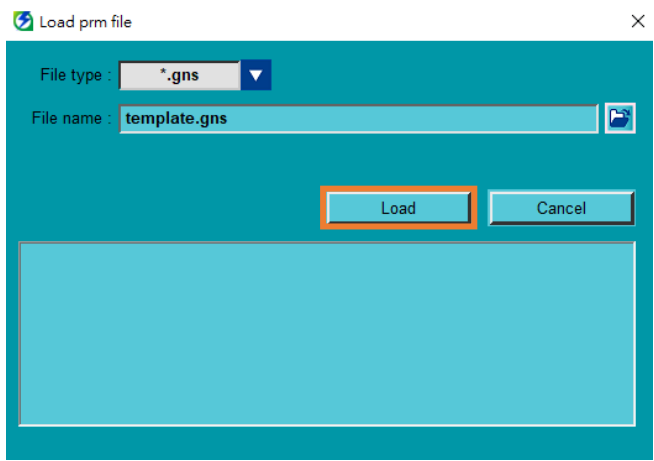 Load prm file
File type : *.gns
File name : template.gns
Load Cancel